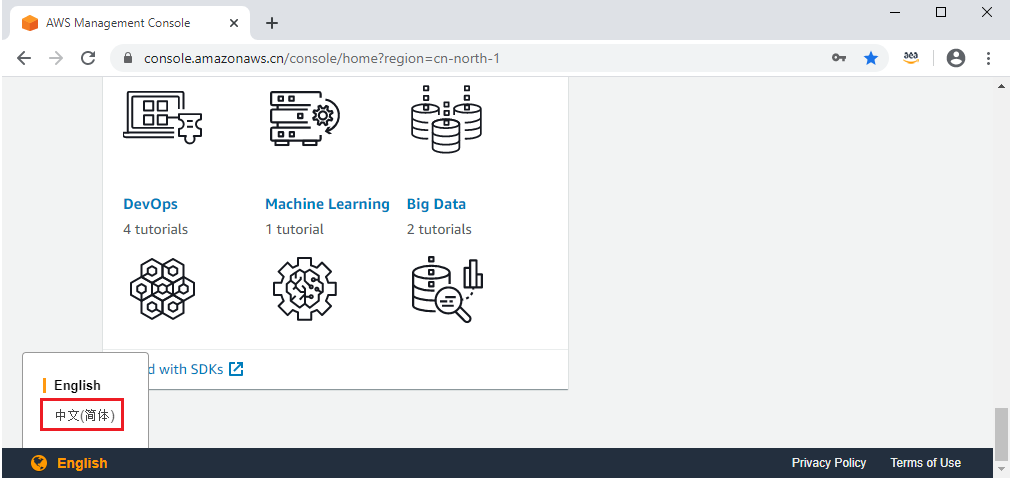 AWS Management Console
console.amazonaws.cn/console/home?region=cn-north-1
aea
DevOps
Machine Learning
Big Data
4 tutorials
1 tutorial
2 tutorials
d with SDKs
English
中文(简体)
English
Privacy Policy
Terms of Use